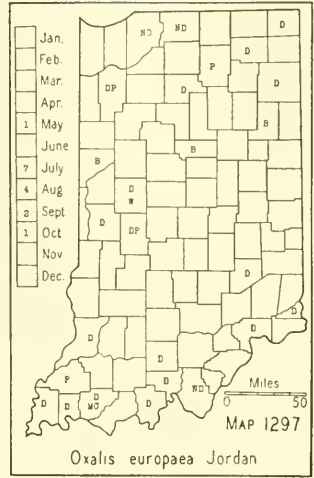 Jan.
Feb.
Mar.
Apr.
1 May
June
7 July
4 Aug
2 Sept
1 Oct
Nov
Dec.
ND ND D
P D
DP D D
B
B B
D
W
D DP
D
D D
D
D
P D ND
D D D MC D
Miles
0 50
MAP 1297
Oxalis europaea Jordan